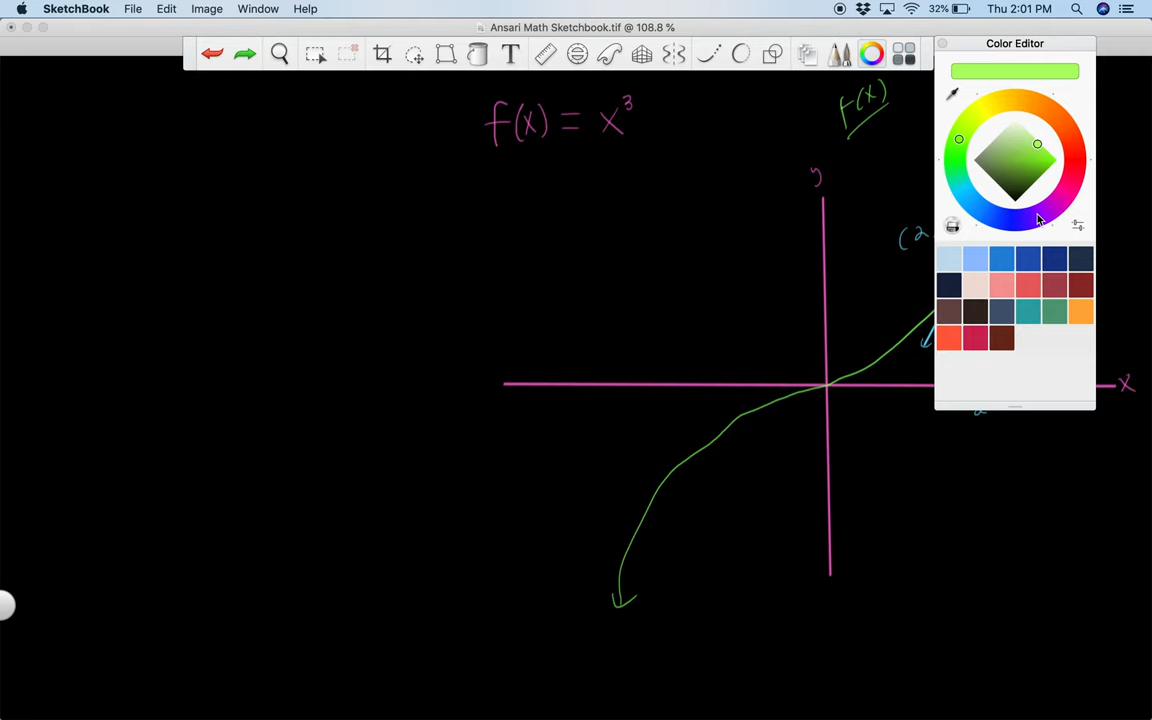 SketchBook File Edit Image Window Help 32% Thu 2:01 PM
Ansari Math Sketchbook.tif @ 108.8 %
T
Color Editor
f(x) = x³
f(x)
y
(2
x